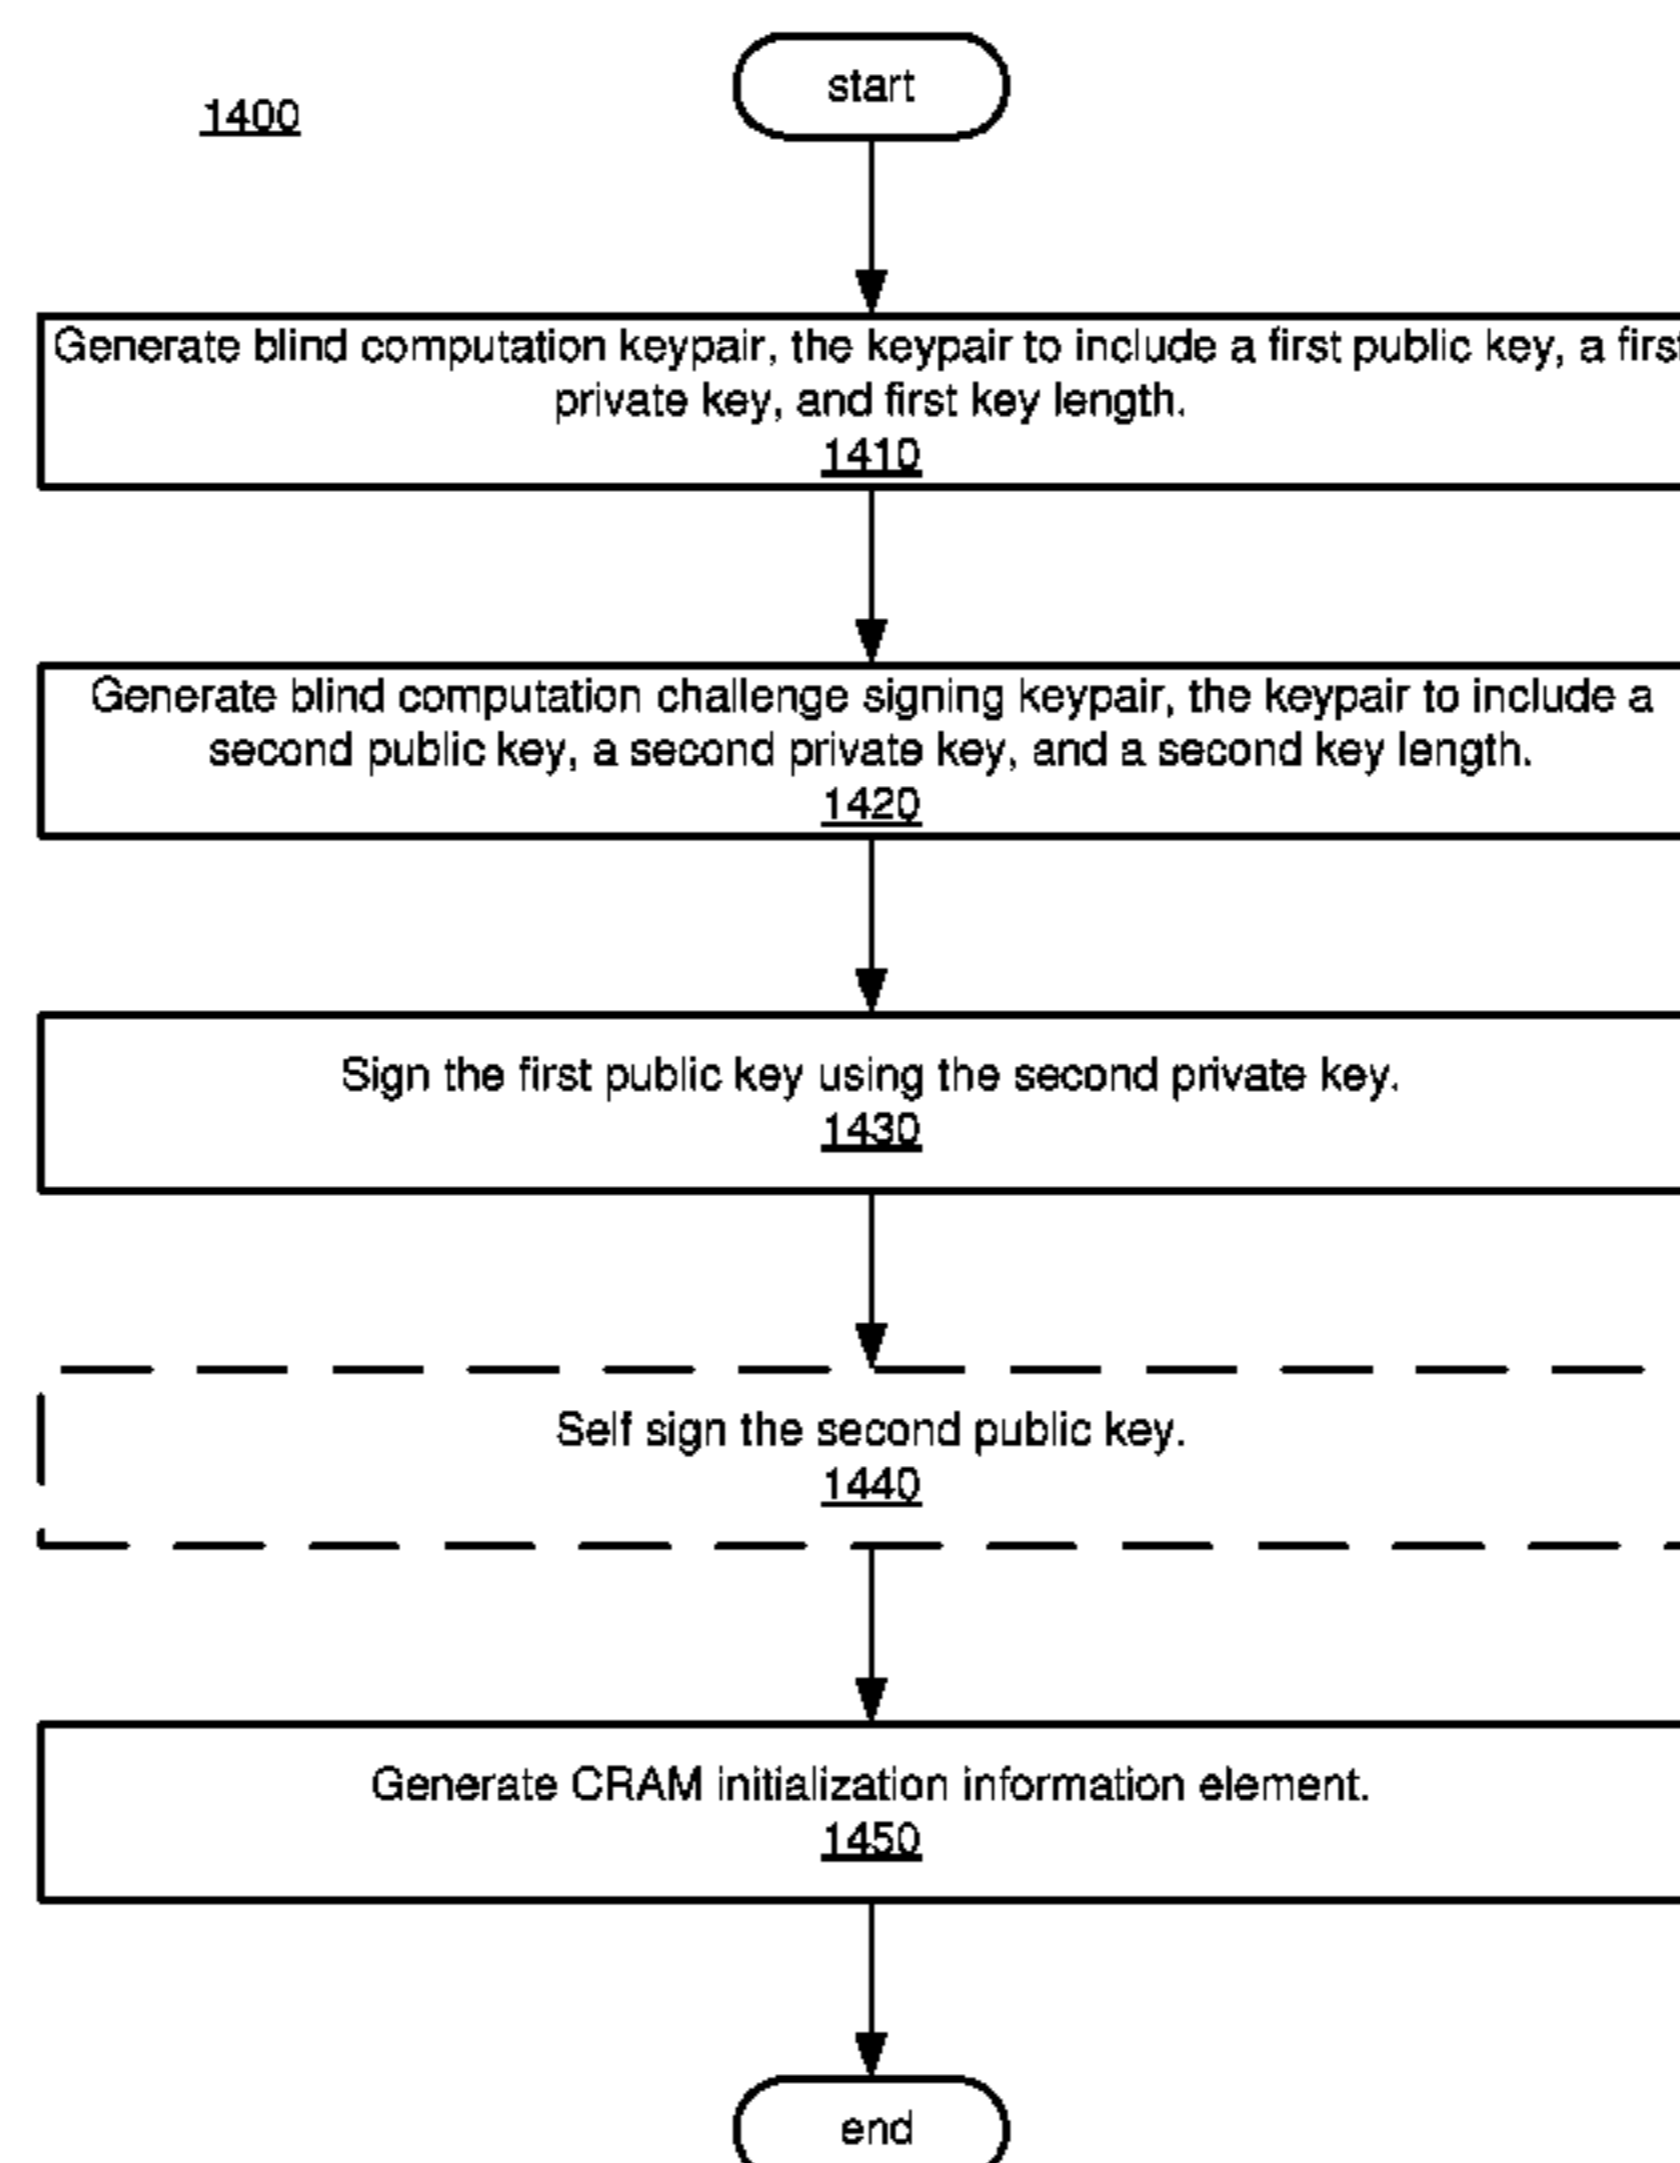 start
1400
Generate blind computation keypair, the keypair to include a first public key, a first
private key, and first key length.
1410
Generate blind computation challenge signing keypair, the keypair to include a
second public key, a second private key, and a second key length.
1420
Sign the first public key using the second private key.
1430
Self sign the second public key.
1440
Generate CRAM initialization information element.
1450
end